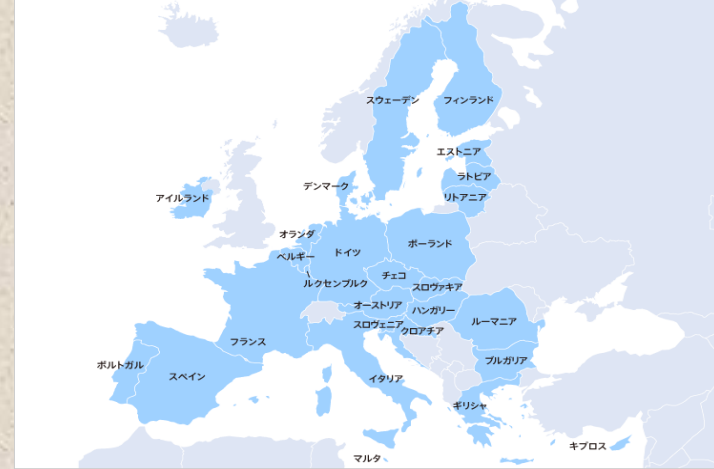 スウェーデン
フィンランド
エストニア
ラトビア
デンマーク
リトアニア
アイルランド
オランダ
ポーランド
ドイツ
ベルギー
チェコ
ルクセンブルク
スロヴァキア
オーストリア
ハンガリー
ルーマニア
スロヴェニア
クロアチア
フランス
ブルガリア
ポルトガル
スペイン
イタリア
ギリシャ
キプロス
マルタ